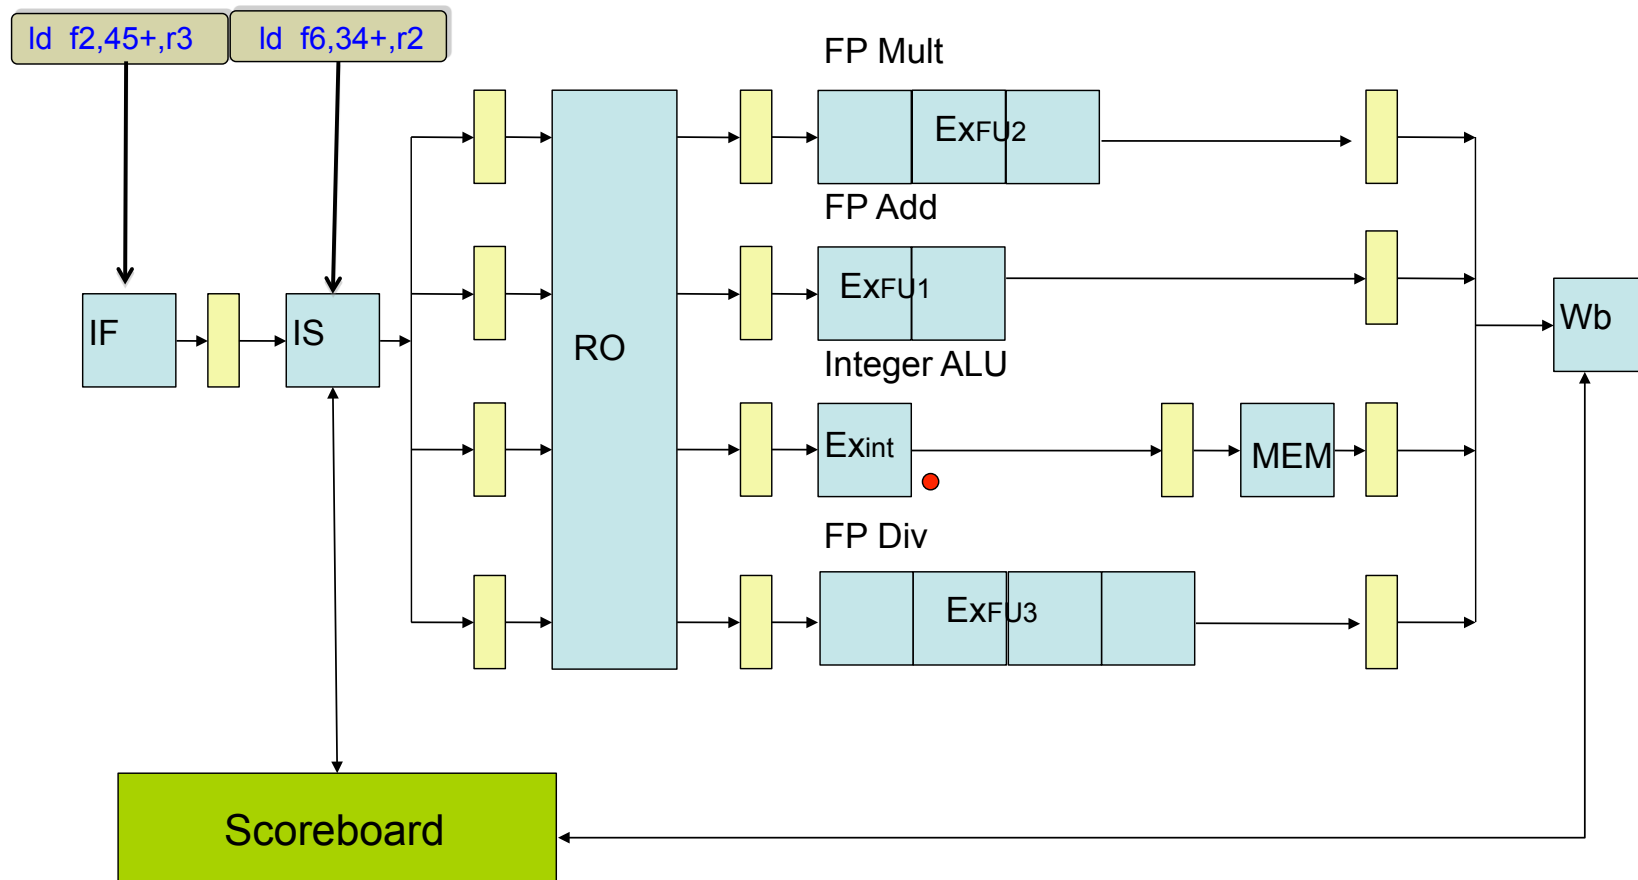 ld f2,45+,r3
ld f6,34+,r2
FP Mult
ExFU2
FP Add
ExFU1
IF
IS
RO
Wb
Integer ALU
Exint
MEM
FP Div
ExFU3
Scoreboard